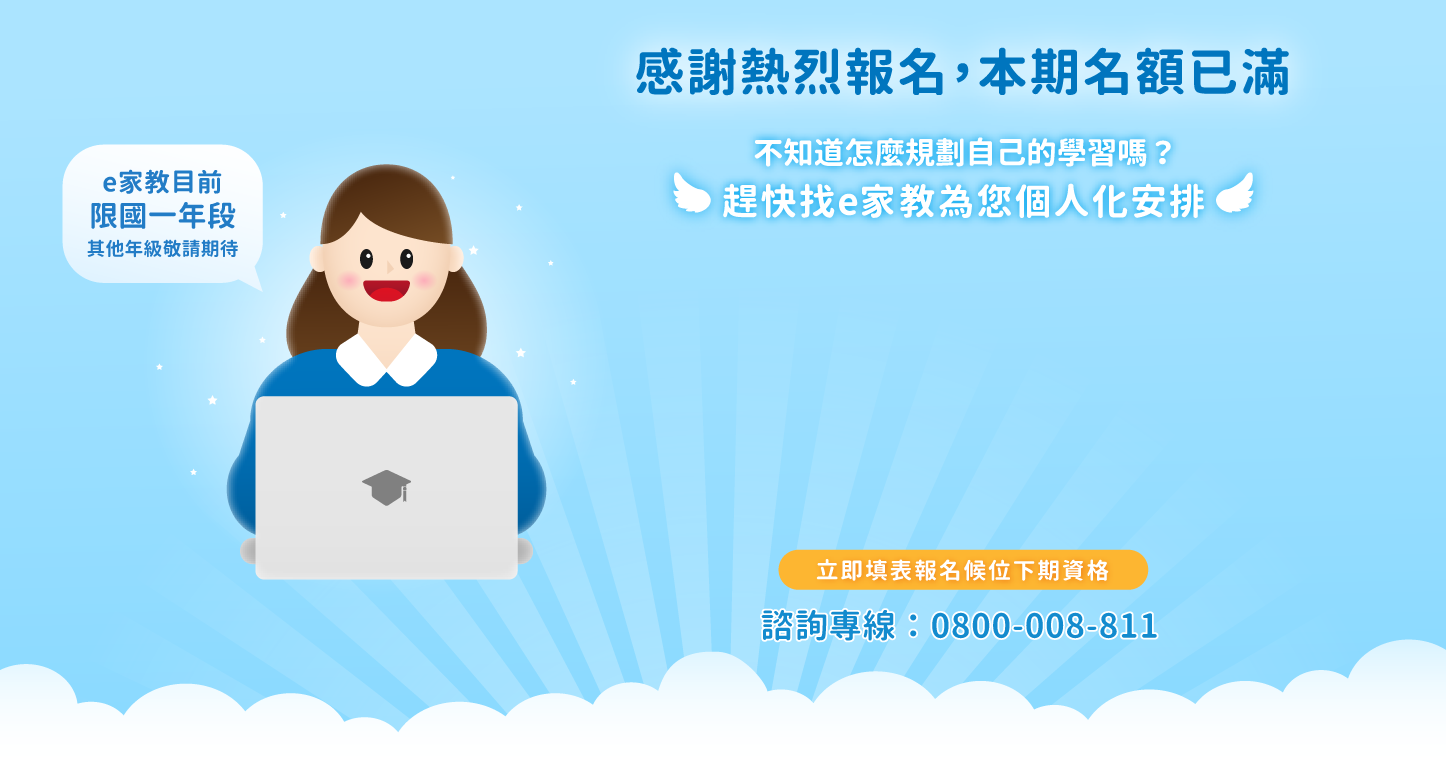 感謝熱烈報名，本期名額已滿
不知道怎麼規劃自己的學習嗎？
趕快找e家教為您個人化安排
e家教目前
限國一年段
其他年級敬請期待
立即填表報名候位下期資格
諮詢專線：0800-008-811